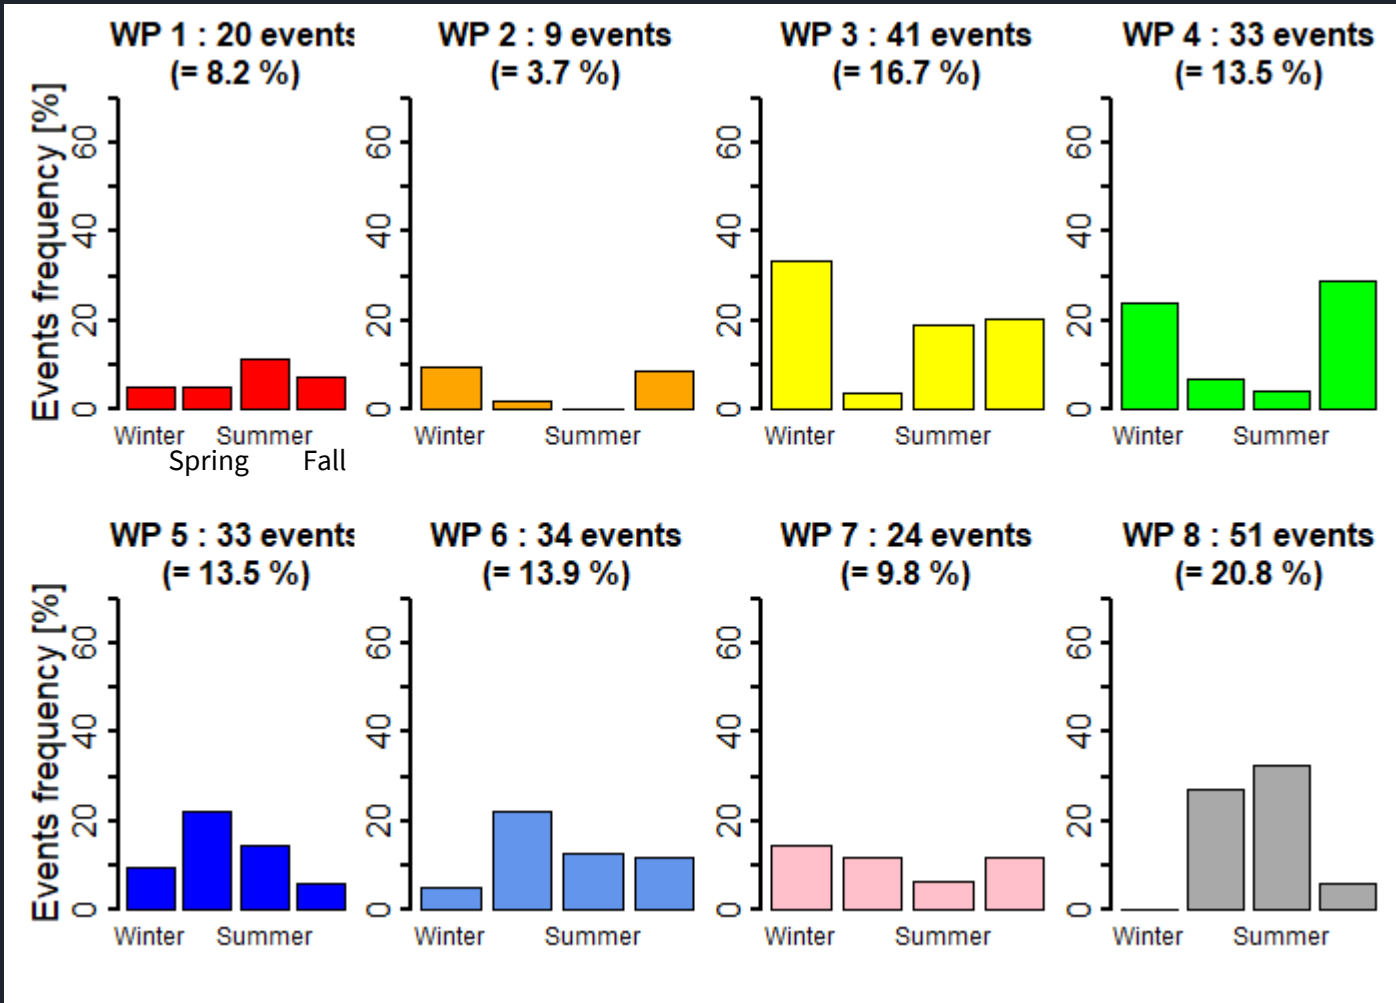 WP 1 : 20 events
(= 8.2 %)
WP 2 : 9 events
(= 3.7 %)
WP 3 : 41 events
(= 16.7 %)
WP 4 : 33 events
(= 13.5 %)
Events frequency [%]
0 20 40 60
0 20 40 60
0 20 40 60
0 20 40 60
Winter Summer
Spring Fall
Winter Summer
Winter Summer
Winter Summer
WP 5 : 33 events
(= 13.5 %)
WP 6 : 34 events
(= 13.9 %)
WP 7 : 24 events
(= 9.8 %)
WP 8 : 51 events
(= 20.8 %)
Events frequency [%]
0 20 40 60
0 20 40 60
0 20 40 60
0 20 40 60
Winter Summer
Winter Summer
Winter Summer
Winter Summer